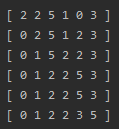 [ 2 2 5 1 0 3 ]
[ 0 2 5 1 2 3 ]
[ 0 1 5 2 2 3 ]
[ 0 1 2 2 5 3 ]
[ 0 1 2 2 5 3 ]
[ 0 1 2 2 3 5 ]